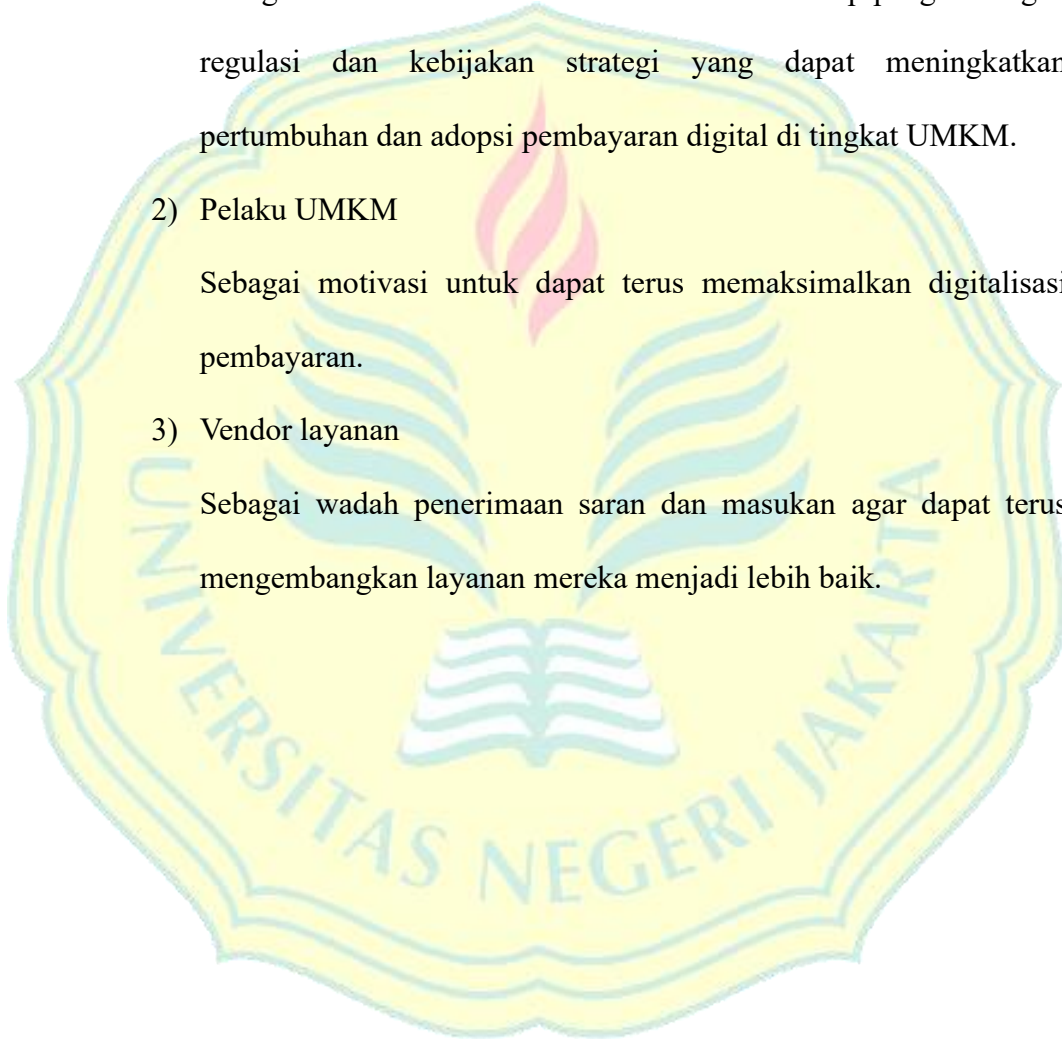 regulasi dan kebijakan strategi yang dapat meningkatkan
pertumbuhan dan adopsi pembayaran digital di tingkat UMKM.
2) Pelaku UMKM
Sebagai motivasi untuk dapat terus memaksimalkan digitalisasi
pembayaran.
3) Vendor layanan
Sebagai wadah penerimaan saran dan masukan agar dapat terus
mengembangkan layanan mereka menjadi lebih baik.
UNIVERSITAS NEGERI JAKARTA